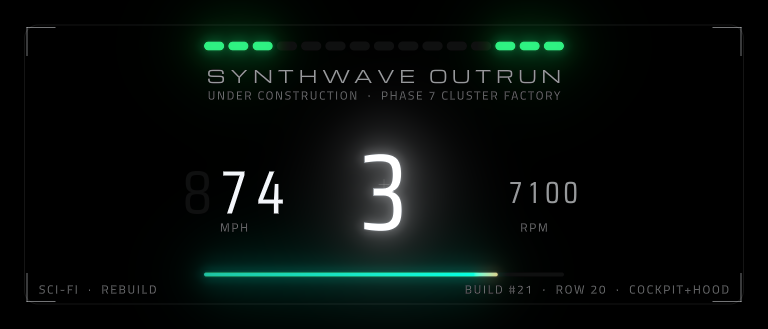 SYNTHWAVE OUTRUN
UNDER CONSTRUCTION · PHASE 7 CLUSTER FACTORY
74
MPH
3
7100
RPM
SCI-FI · REBUILD
BUILD #21 · ROW 20 · COCKPIT+HOOD